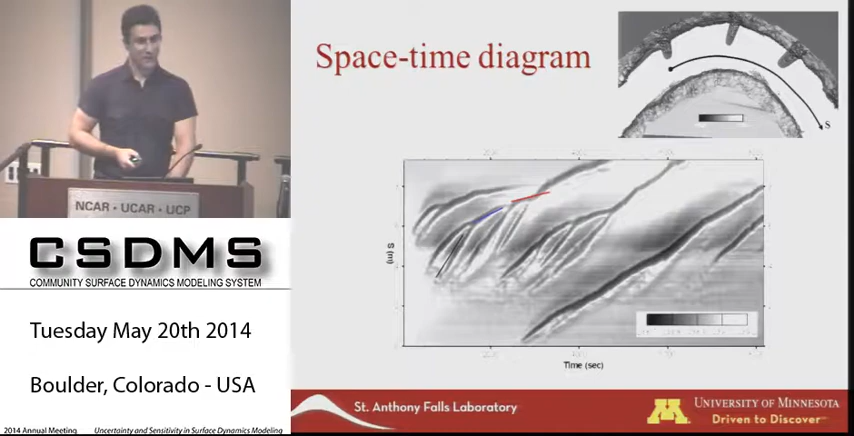 Space-time diagram
S
NCAR • UCAR • UCP
CSDMS
COMMUNITY SURFACE DYNAMICS MODELING SYSTEM
Tuesday May 20th 2014
Boulder, Colorado - USA
2014 Annual Meeting
Uncertainty and Sensitivity in Surface Dynamics Modeling
S (m)
Time (sec)
St. Anthony Falls Laboratory
M
UNIVERSITY OF MINNESOTA
Driven to Discover